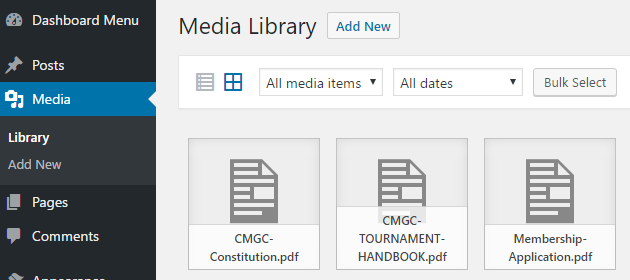 Dashboard Menu
Posts
Media
Library
Add New
Pages
Comments
Appearance
Media Library
Add New
All media items
All dates
Bulk Select
CMGC-
Constitution.pdf
CMGC-
TOURNAMENT-
HANDBOOK.pdf
Membership-
Application.pdf